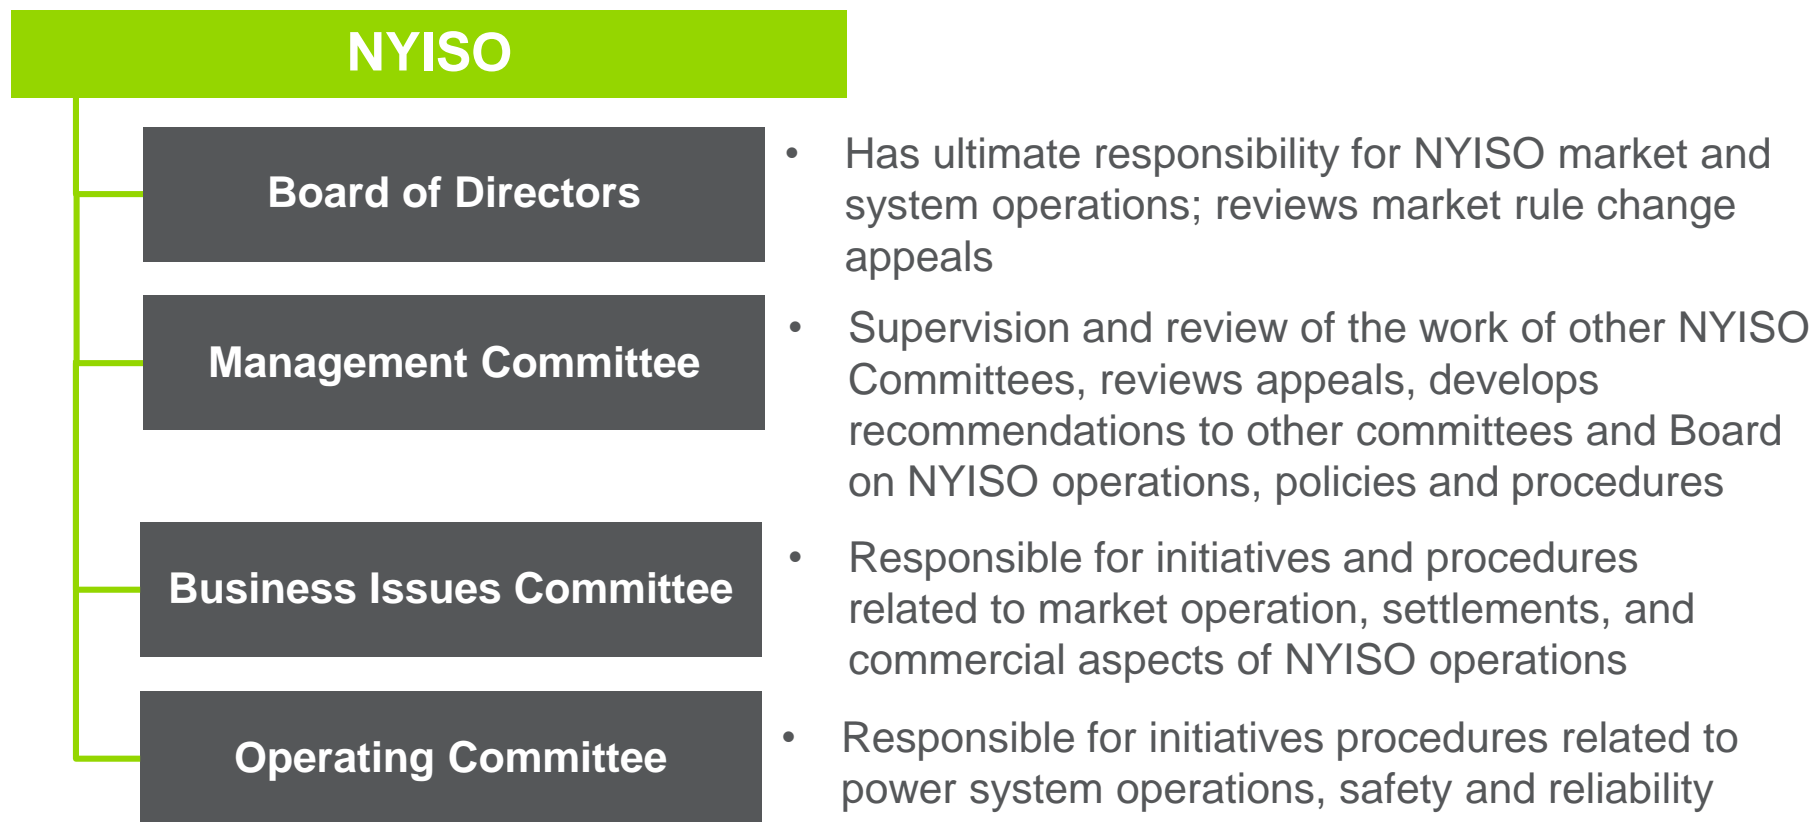 NYISO
Board of Directors
• Has ultimate responsibility for NYISO market and
system operations; reviews market rule change
appeals
Management Committee
• Supervision and review of the work of other NYISO
Committees, reviews appeals, develops
recommendations to other committees and Board
on NYISO operations, policies and procedures
Business Issues Committee
• Responsible for initiatives and procedures
related to market operation, settlements, and
commercial aspects of NYISO operations
Operating Committee
• Responsible for initiatives procedures related to
power system operations, safety and reliability